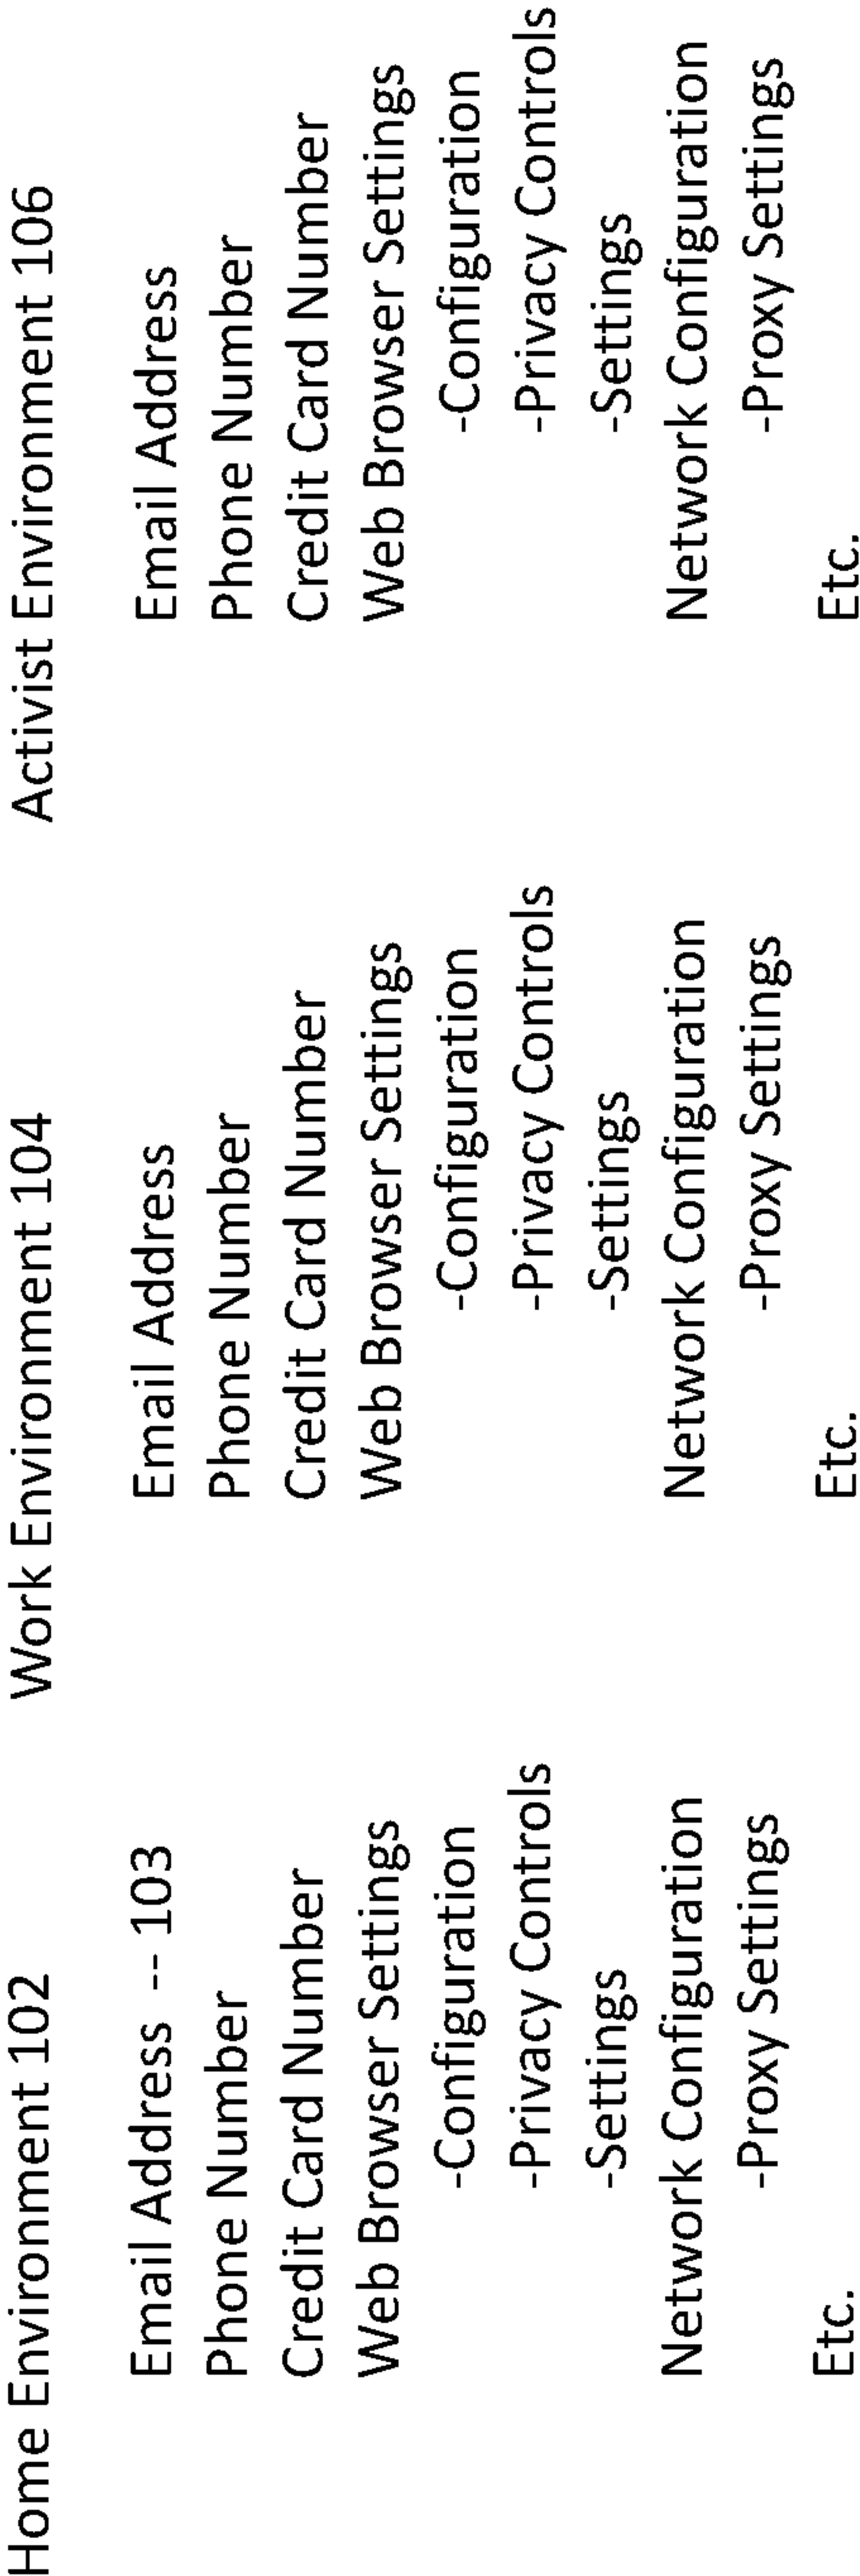 Home Environment 102
Email Address -- 103
Phone Number
Credit Card Number
Web Browser Settings
-Configuration
-Privacy Controls
-Settings
Network Configuration
-Proxy Settings
Etc.
Work Environment 104
Email Address
Phone Number
Credit Card Number
Web Browser Settings
-Configuration
-Privacy Controls
-Settings
Network Configuration
-Proxy Settings
Etc.
Activist Environment 106
Email Address
Phone Number
Credit Card Number
Web Browser Settings
-Configuration
-Privacy Controls
-Settings
Network Configuration
-Proxy Settings
Etc.